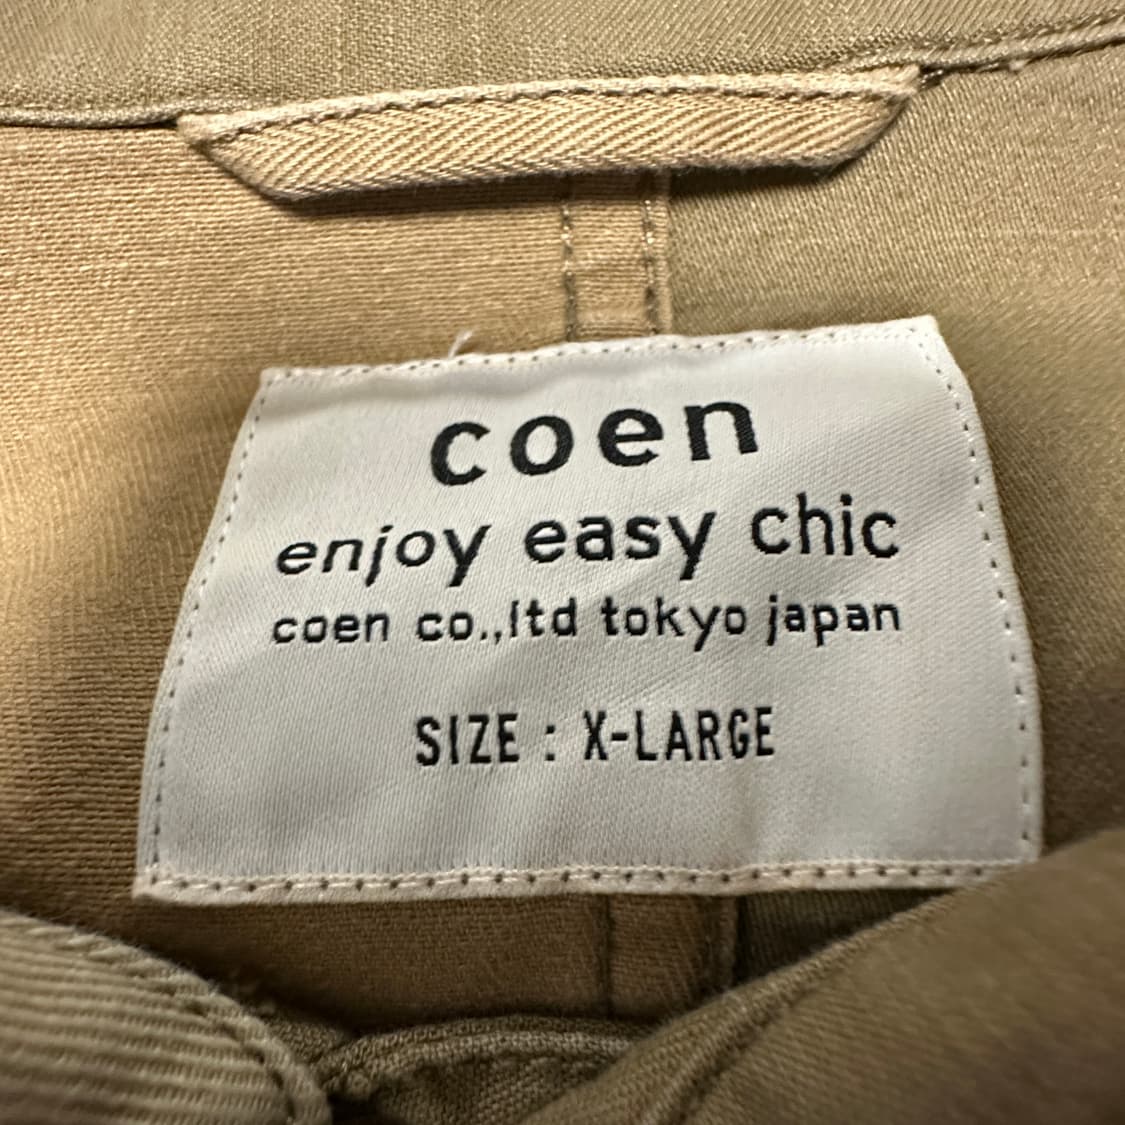 coen
enjoy easy chic
coen co.,ltd tokyo japan
SIZE : X-LARGE